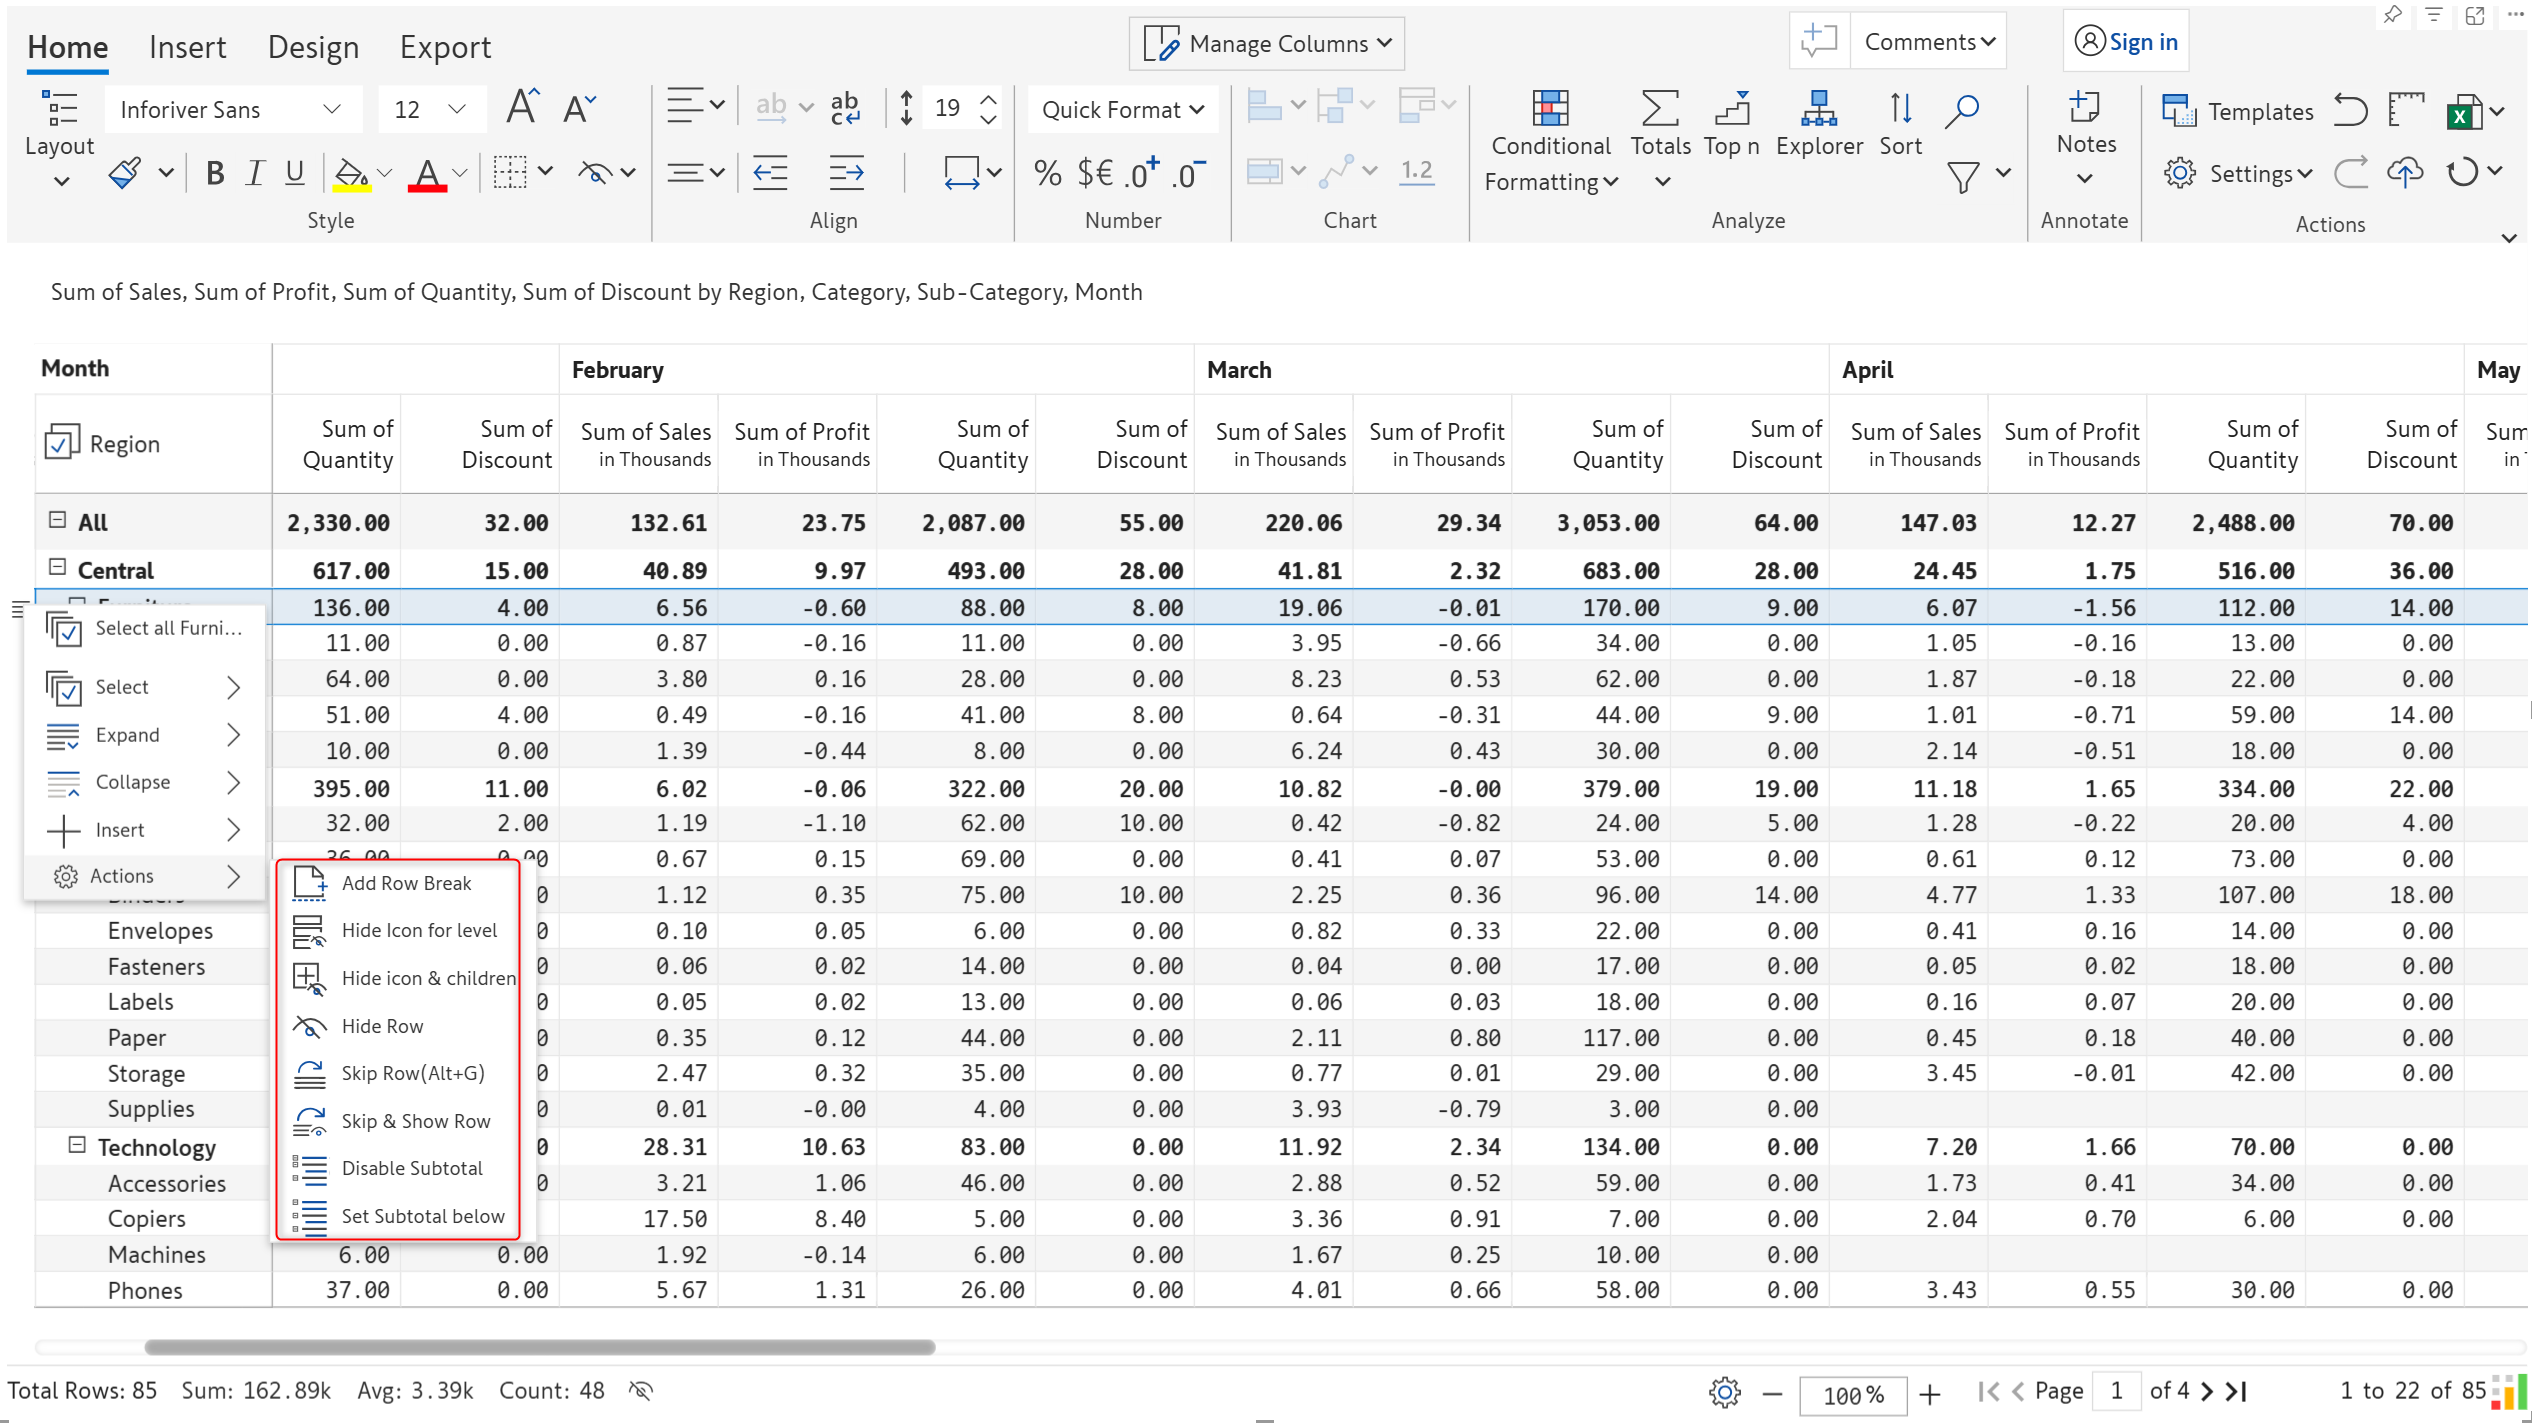 Home Insert Design Export Manage Columns Comments Sign in
Inforiver Sans 12 19 Quick Format Templates
Layout Conditional Formatting Totals Top n Explorer Sort Notes Settings
B I U A ab % $€ .0+ .0- 1.2
Style Align Number Chart Analyze Annotate Actions
Sum of Sales, Sum of Profit, Sum of Quantity, Sum of Discount by Region, Category, Sub-Category, Month
Month February March April May
Region Sum of Quantity Sum of Discount Sum of Sales in Thousands Sum of Profit in Thousands Sum of Quantity Sum of Discount Sum of Sales in Thousands Sum of Profit in Thousands Sum of Quantity Sum of Discount Sum of Sales in Thousands Sum of Profit in Thousands Sum of Quantity Sum of Discount Sum in
All 2,330.00 32.00 132.61 23.75 2,087.00 55.00 220.06 29.34 3,053.00 64.00 147.03 12.27 2,488.00 70.00
Central 617.00 15.00 40.89 9.97 493.00 28.00 41.81 2.32 683.00 28.00 24.45 1.75 516.00 36.00
136.00 4.00 6.56 -0.60 88.00 8.00 19.06 -0.01 170.00 9.00 6.07 -1.56 112.00 14.00
Select all Furni... 11.00 0.00 0.87 -0.16 11.00 0.00 3.95 -0.66 34.00 0.00 1.05 -0.16 13.00 0.00
Select 64.00 0.00 3.80 0.16 28.00 0.00 8.23 0.53 62.00 0.00 1.87 -0.18 22.00 0.00
Expand 51.00 4.00 0.49 -0.16 41.00 8.00 0.64 -0.31 44.00 9.00 1.01 -0.71 59.00 14.00
10.00 0.00 1.39 -0.44 8.00 0.00 6.24 0.43 30.00 0.00 2.14 -0.51 18.00 0.00
Collapse 395.00 11.00 6.02 -0.06 322.00 20.00 10.82 -0.00 379.00 19.00 11.18 1.65 334.00 22.00
Insert 32.00 2.00 1.19 -1.10 62.00 10.00 0.42 -0.82 24.00 5.00 1.28 -0.22 20.00 4.00
0.67 0.15 69.00 0.00 0.41 0.07 53.00 0.00 0.61 0.12 73.00 0.00
Actions Add Row Break 1.12 0.35 75.00 10.00 2.25 0.36 96.00 14.00 4.77 1.33 107.00 18.00
Envelopes Hide Icon for level 0 0.10 0.05 6.00 0.00 0.82 0.33 22.00 0.00 0.41 0.16 14.00 0.00
Fasteners Hide icon & children 0 0.06 0.02 14.00 0.00 0.04 0.00 17.00 0.00 0.05 0.02 18.00 0.00
Labels 0 0.05 0.02 13.00 0.00 0.06 0.03 18.00 0.00 0.16 0.07 20.00 0.00
Paper Hide Row 0 0.35 0.12 44.00 0.00 2.11 0.80 117.00 0.00 0.45 0.18 40.00 0.00
Storage Skip Row(Alt+G) 0 2.47 0.32 35.00 0.00 0.77 0.01 29.00 0.00 3.45 -0.01 42.00 0.00
Supplies Skip & Show Row 0 0.01 -0.00 4.00 0.00 3.93 -0.79 3.00 0.00
Technology Disable Subtotal 0 28.31 10.63 83.00 0.00 11.92 2.34 134.00 0.00 7.20 1.66 70.00 0.00
Accessories 0 3.21 1.06 46.00 0.00 2.88 0.52 59.00 0.00 1.73 0.41 34.00 0.00
Copiers Set Subtotal below 17.50 8.40 5.00 0.00 3.36 0.91 7.00 0.00 2.04 0.70 6.00 0.00
Machines 6.00 0.00 1.92 -0.14 6.00 0.00 1.67 0.25 10.00 0.00
Phones 37.00 0.00 5.67 1.31 26.00 0.00 4.01 0.66 58.00 0.00 3.43 0.55 30.00 0.00
Total Rows: 85 Sum: 162.89k Avg: 3.39k Count: 48 100% Page 1 of 4 1 to 22 of 85